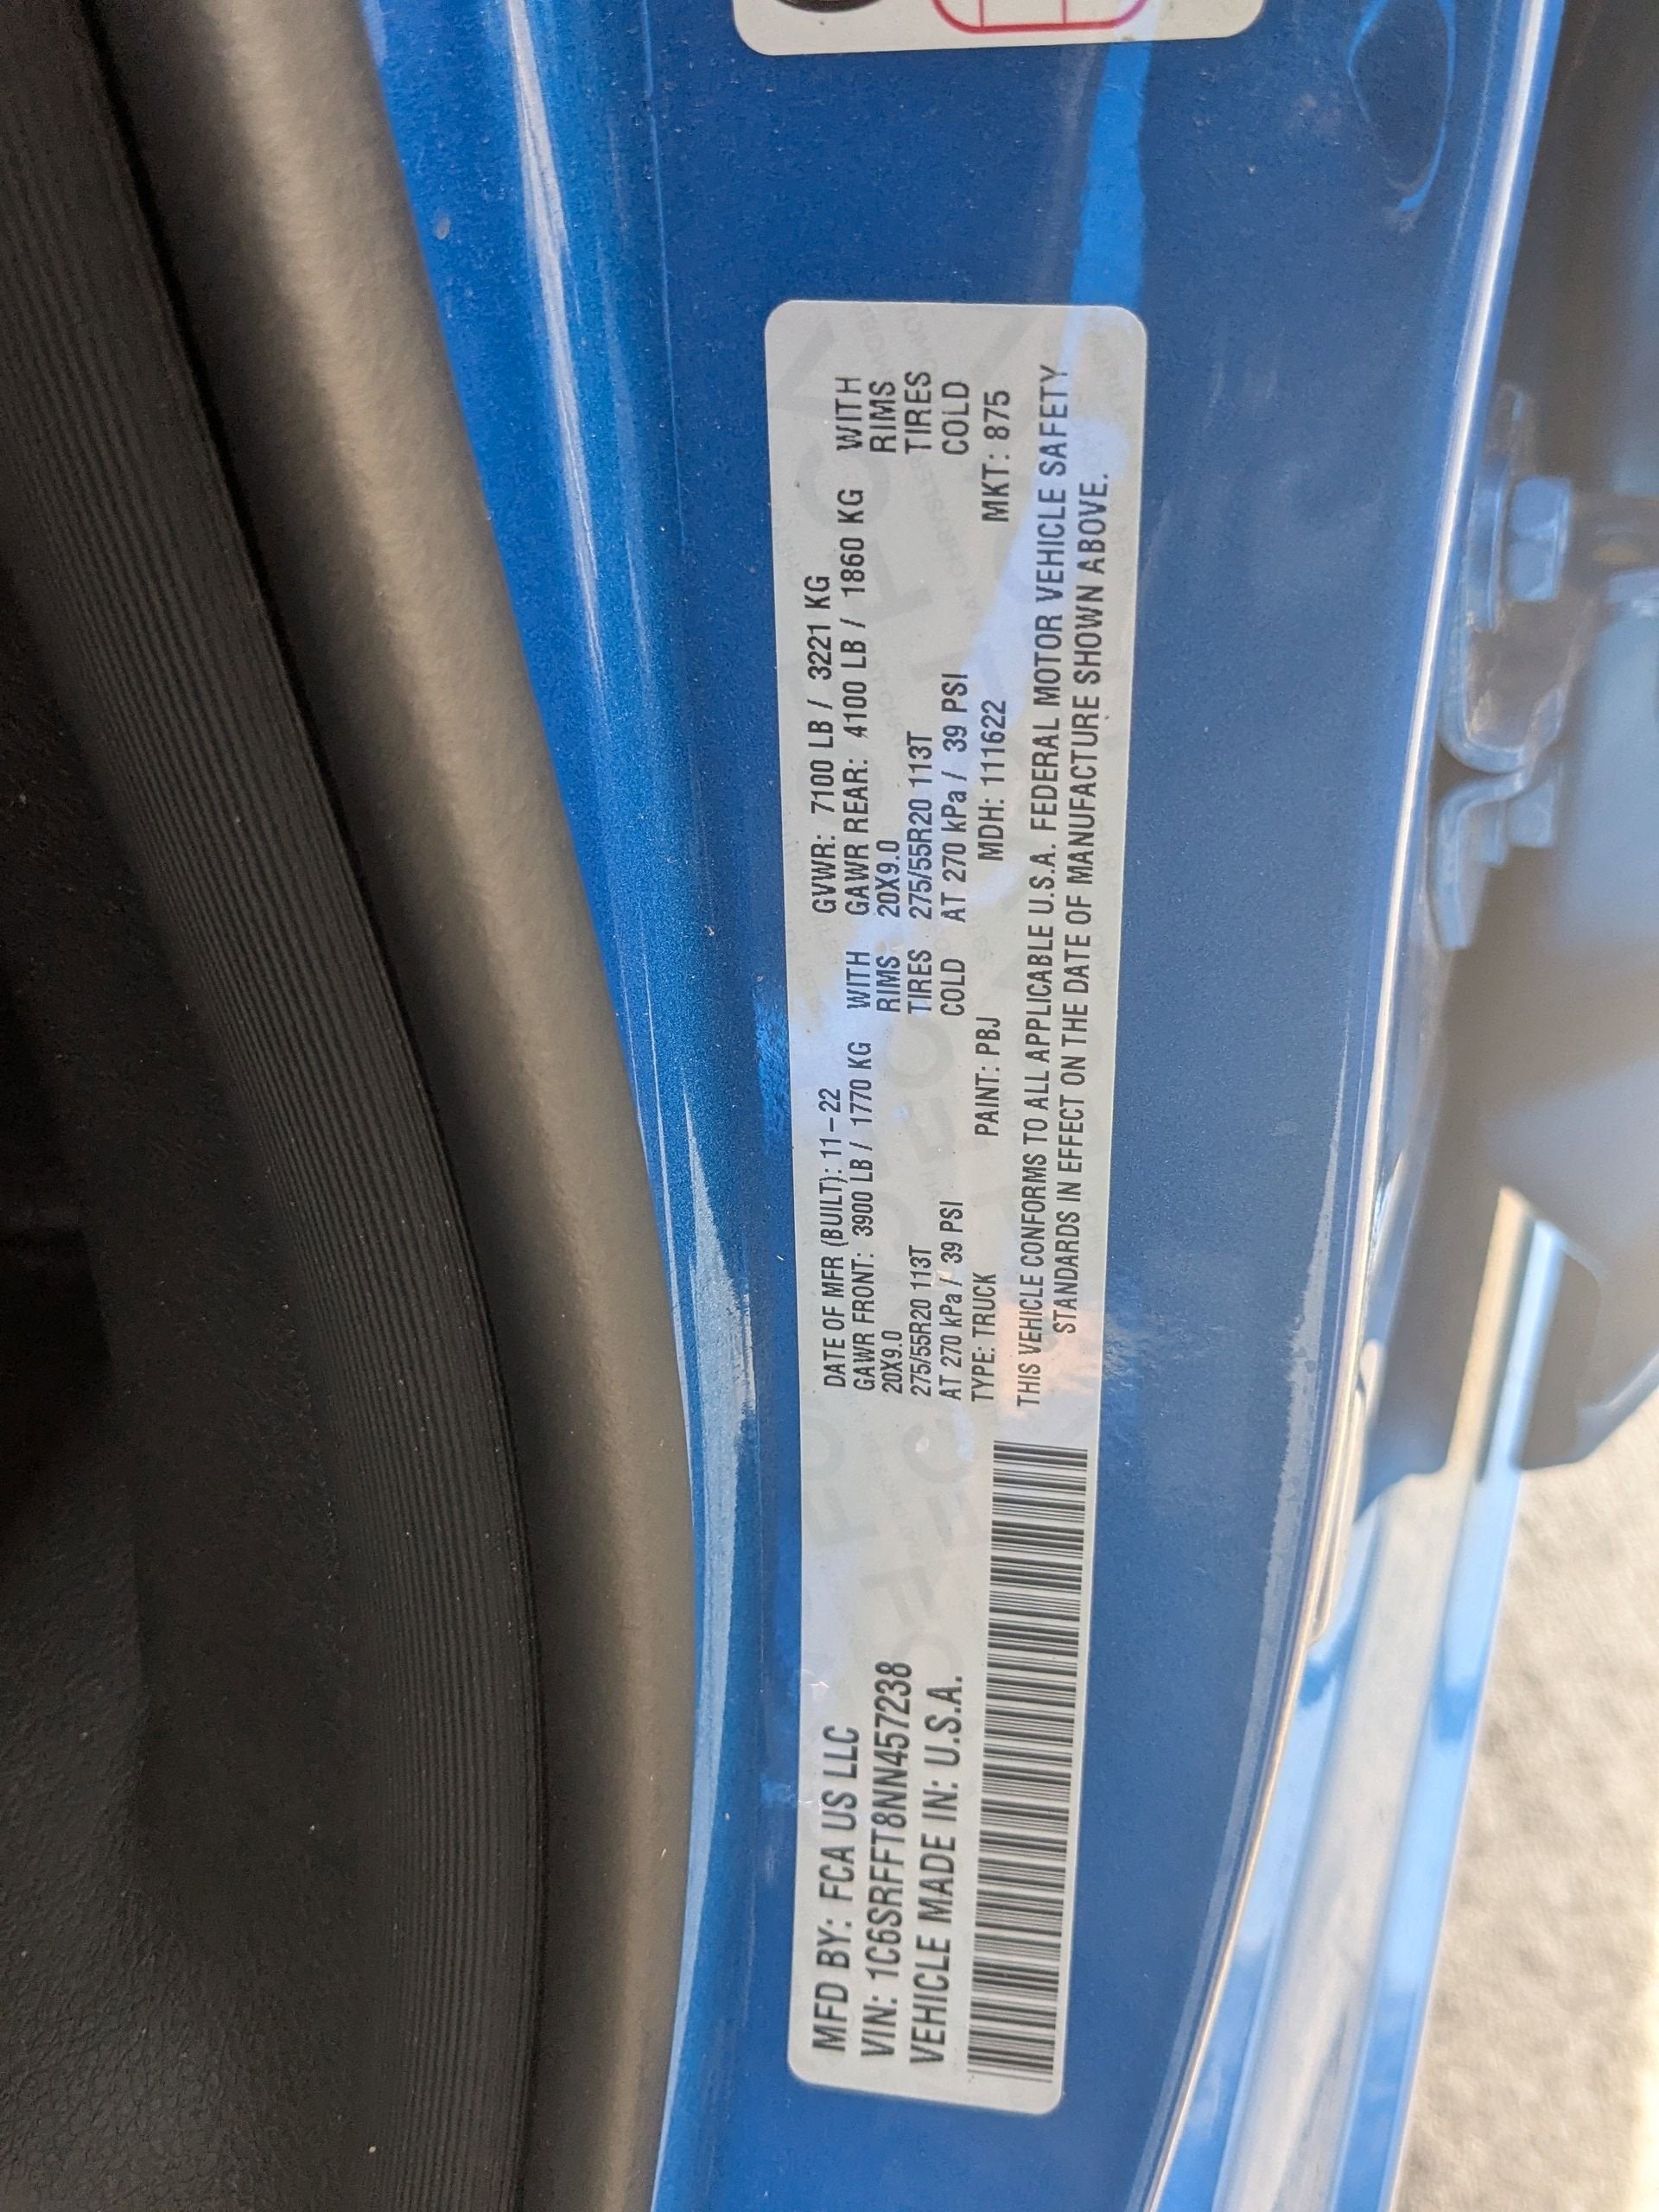 MFD BY: FCA US LLC
VIN: 1C6SRFFT8NN457238
VEHICLE MADE IN: U.S.A.
DATE OF MFR (BUILT): 11-22 GVWR: 7100 LB / 3221 KG
GAWR FRONT: 3900 LB / 1770 KG WITH GAWR REAR: 4100 LB / 1860 KG WITH
20X9.0 RIMS 20X9.0 RIMS
275/55R20 113T TIRES 275/55R20 113T TIRES
AT 270 kPa / 39 PSI COLD AT 270 kPa / 39 PSI COLD
TYPE: TRUCK PAINT: PBJ MDH: 111622 MKT: 875
THIS VEHICLE CONFORMS TO ALL APPLICABLE U.S.A. FEDERAL MOTOR VEHICLE SAFETY
STANDARDS IN EFFECT ON THE DATE OF MANUFACTURE SHOWN ABOVE.